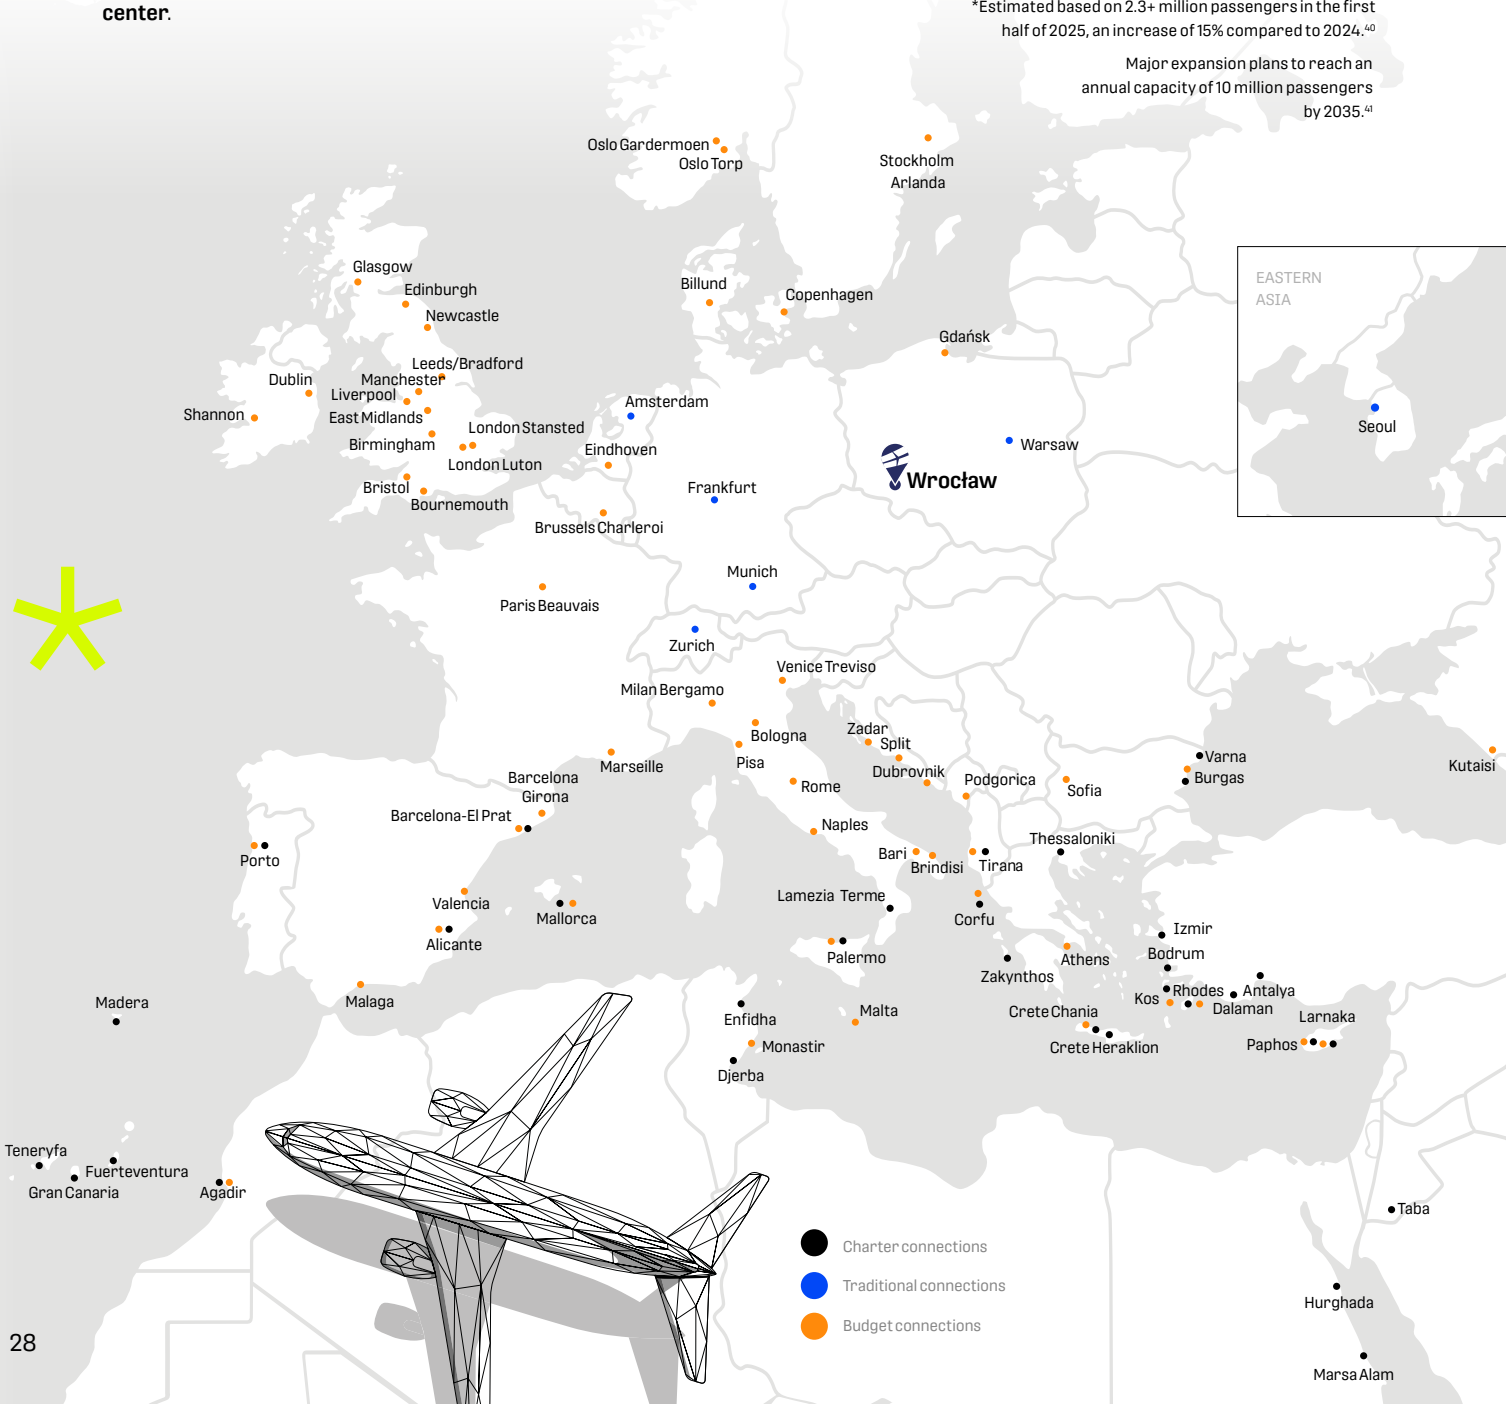 center.
*Estimated based on 2.3+ million passengers in the first
half of 2025, an increase of 15% compared to 2024.⁴⁰
Major expansion plans to reach an
annual capacity of 10 million passengers
by 2035.⁴¹
Oslo Gardermoen
Oslo Torp
Stockholm
Arlanda
Glasgow
Edinburgh
Newcastle
Billund
Copenhagen
EASTERN
ASIA
Gdańsk
Leeds/Bradford
Dublin
Manchester
Liverpool
Shannon
East Midlands
Amsterdam
London Stansted
Birmingham
Eindhoven
Warsaw
Seoul
London Luton
Wrocław
Bristol
Frankfurt
Bournemouth
Brussels Charleroi
Munich
Paris Beauvais
Zurich
Venice Treviso
Milan Bergamo
Zadar
Bologna
Split
Varna
Pisa
Marseille
Dubrovnik
Podgorica
Burgas
Kutaisi
Barcelona
Girona
Rome
Sofia
Barcelona-El Prat
Naples
Thessaloniki
Porto
Bari
Brindisi
Tirana
Lamezia Terme
Valencia
Mallorca
Corfu
Izmir
Alicante
Palermo
Athens
Bodrum
Zakynthos
Madera
Malaga
Kos
Rhodes
Antalya
Dalaman
Enfidha
Malta
Crete Chania
Larnaka
Monastir
Crete Heraklion
Paphos
Djerba
Teneryfa
Fuerteventura
Gran Canaria
Agadir
Taba
Charter connections
Traditional connections
Hurghada
Budget connections
28
Marsa Alam